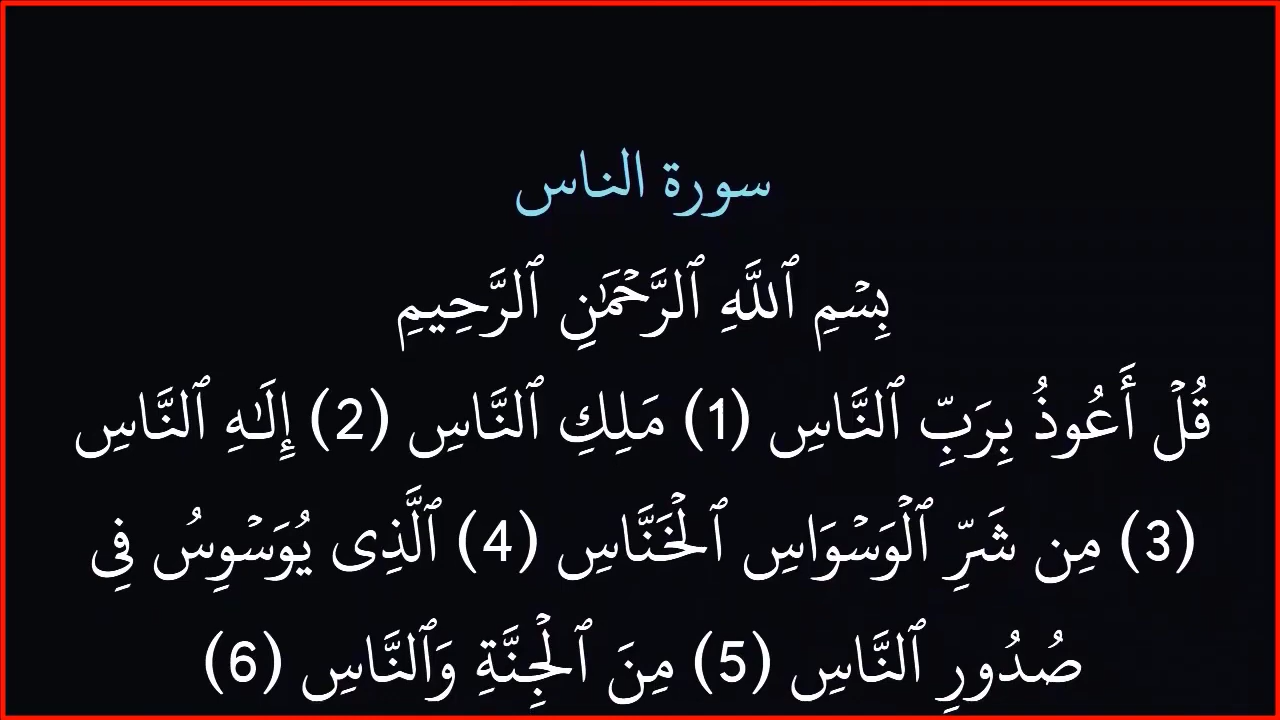 سورة الناس
بِسْمِ ٱللَّهِ ٱلرَّحْمَٰنِ ٱلرَّحِيمِ
قُلْ أَعُوذُ بِرَبِّ ٱلنَّاسِ (1) مَلِكِ ٱلنَّاسِ (2) إِلَٰهِ ٱلنَّاسِ
(3) مِن شَرِّ ٱلْوَسْوَاسِ ٱلْخَنَّاسِ (4) ٱلَّذِى يُوَسْوِسُ فِى
صُدُورِ ٱلنَّاسِ (5) مِنَ ٱلْجِنَّةِ وَٱلنَّاسِ (6)